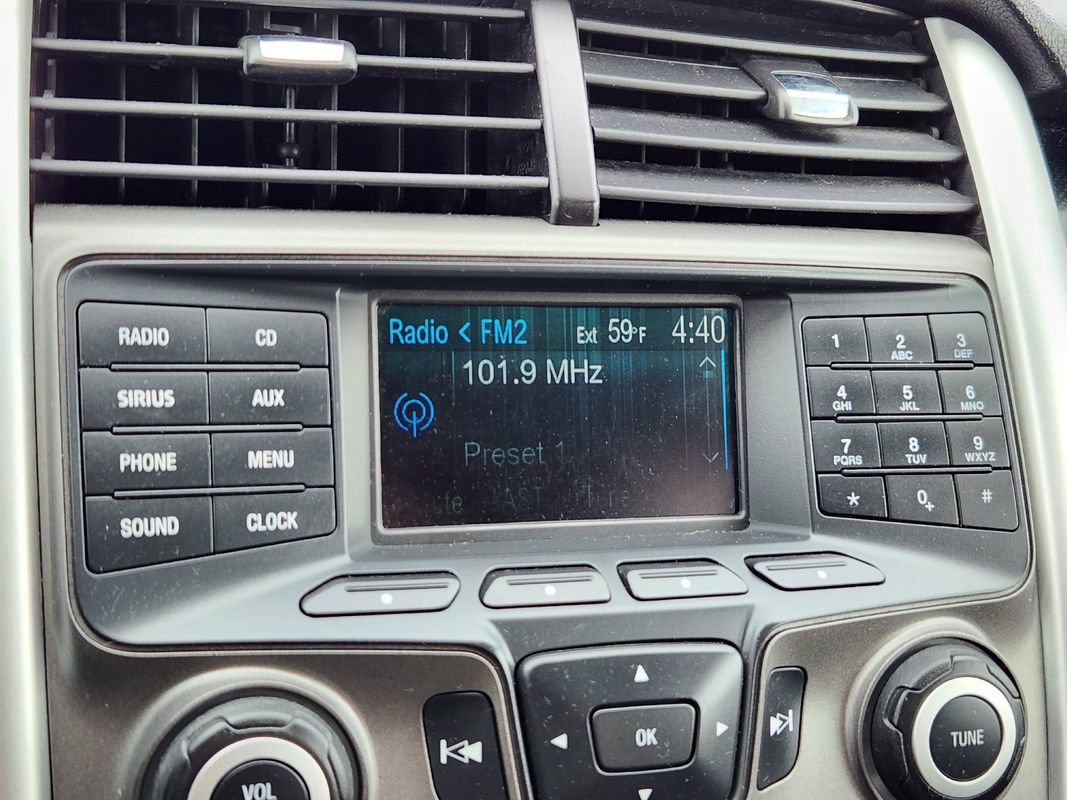 Radio < FM2 Ext 59°F 4:40
101.9 MHz
Preset 1
AST
RADIO CD
SIRIUS AUX
PHONE MENU
SOUND CLOCK
1 2 ABC 3 DEF
4 GHI 5 JKL 6 MNO
7 PQRS 8 TUV 9 WXYZ
* 0 + #
OK
VOL
TUNE